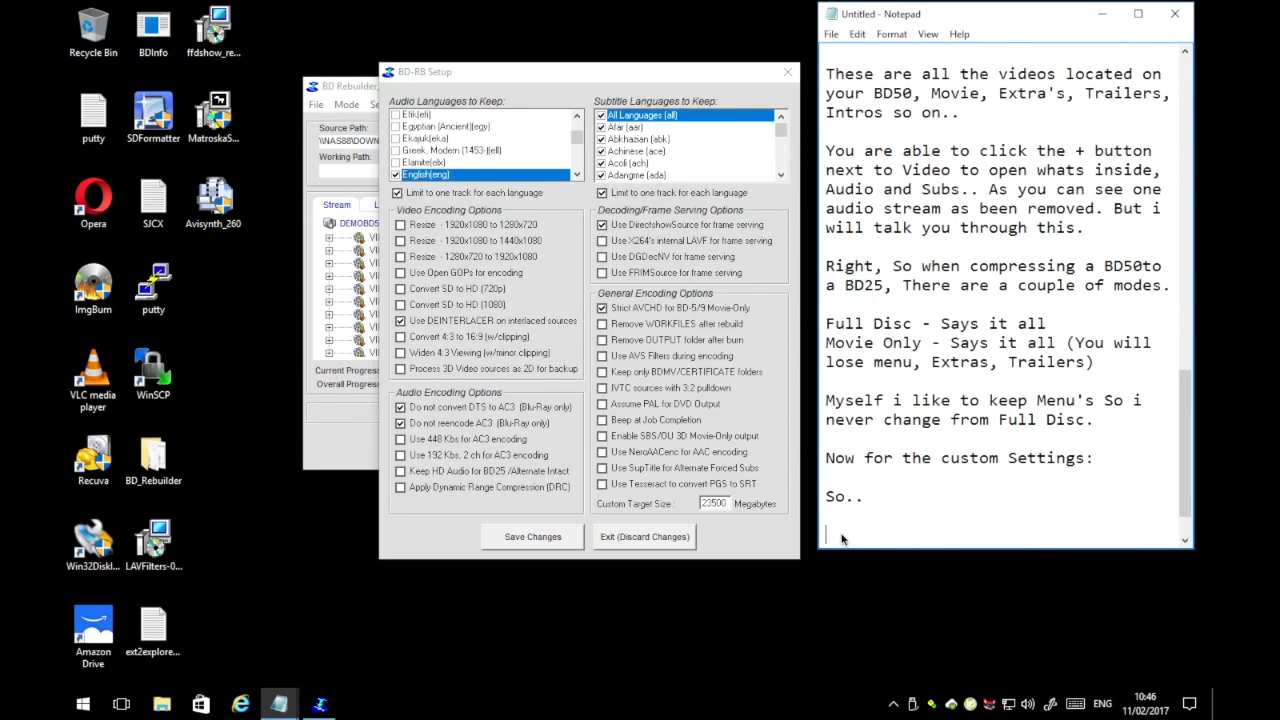 Recycle Bin
BDInfo
ffdshow_re...
putty
SDFormatter
MatroskaS...
Opera
SJCX
Avisynth_260
ImgBurn
putty
VLC media
player
WinSCP
Recuva
BD_Rebuilder
Win32DiskI...
LAVFilters-0...
Amazon
Drive
ext2explore...
BD Rebuilder
File Mode Se
Source Path:
\\NAS88\DOWN
Working Path:
Stream
DEMOBD5
Current Progress
Overall Progress
BD-RB Setup
Audio Languages to Keep:
Efik(efi)
Egyptian (Ancient)(egy)
Ekajuk(eka)
Greek, Modern (1453-)(ell)
Elamite(elx)
English(eng)
Limit to one track for each language
Subtitle Languages to Keep:
All Languages (all)
Afar (aar)
Abkhazian (abk)
Achinese (ace)
Acoli (ach)
Adangme (ada)
Limit to one track for each language
Video Encoding Options
Resize - 1920x1080 to 1280x720
Resize - 1920x1080 to 1440x1080
Resize - 1280x720 to 1920x1080
Use Open GOPs for encoding
Convert SD to HD (720p)
Convert SD to HD (1080)
Use DEINTERLACER on interlaced sources
Convert 4:3 to 16:9 (w/clipping)
Widen 4:3 Viewing (w/minor clipping)
Process 3D Video sources as 2D for backup
Audio Encoding Options
Do not convert DTS to AC3 (Blu-Ray only)
Do not reencode AC3 (Blu-Ray only)
Use 448 Kbs for AC3 encoding
Use 192 Kbs, 2 ch for AC3 encoding
Keep HD Audio for BD25 /Alternate Intact
Apply Dynamic Range Compression (DRC)
Decoding/Frame Serving Options
Use DirectshowSource for frame serving
Use X264's internal LAVF for frame serving
Use DGDecNV for frame serving
Use FRIMSource for frame serving
General Encoding Options
Strict AVCHD for BD-5/9 Movie-Only
Remove WORKFILES after rebuild
Remove OUTPUT folder after burn
Use AVS Filters during encoding
Keep only BDMV/CERTIFICATE folders
IVTC sources with 3:2 pulldown
Assume PAL for DVD Output
Beep at Job Completion
Enable SBS/OU 3D Movie-Only output
Use NeroAACenc for AAC encoding
Use SupTitle for Alternate Forced Subs
Use Tesseract to convert PGS to SRT
Custom Target Size : 23500 Megabytes
Save Changes
Exit (Discard Changes)
Untitled - Notepad
File Edit Format View Help
These are all the videos located on
your BD50, Movie, Extra's, Trailers,
Intros so on..
You are able to click the + button
next to Video to open whats inside,
Audio and Subs.. As you can see one
audio stream as been removed. But i
will talk you through this.
Right, So when compressing a BD50to
a BD25, There are a couple of modes.
Full Disc - Says it all
Movie Only - Says it all (You will
lose menu, Extras, Trailers)
Myself i like to keep Menu's So i
never change from Full Disc.
Now for the custom Settings:
So..
ENG
10:46
11/02/2017